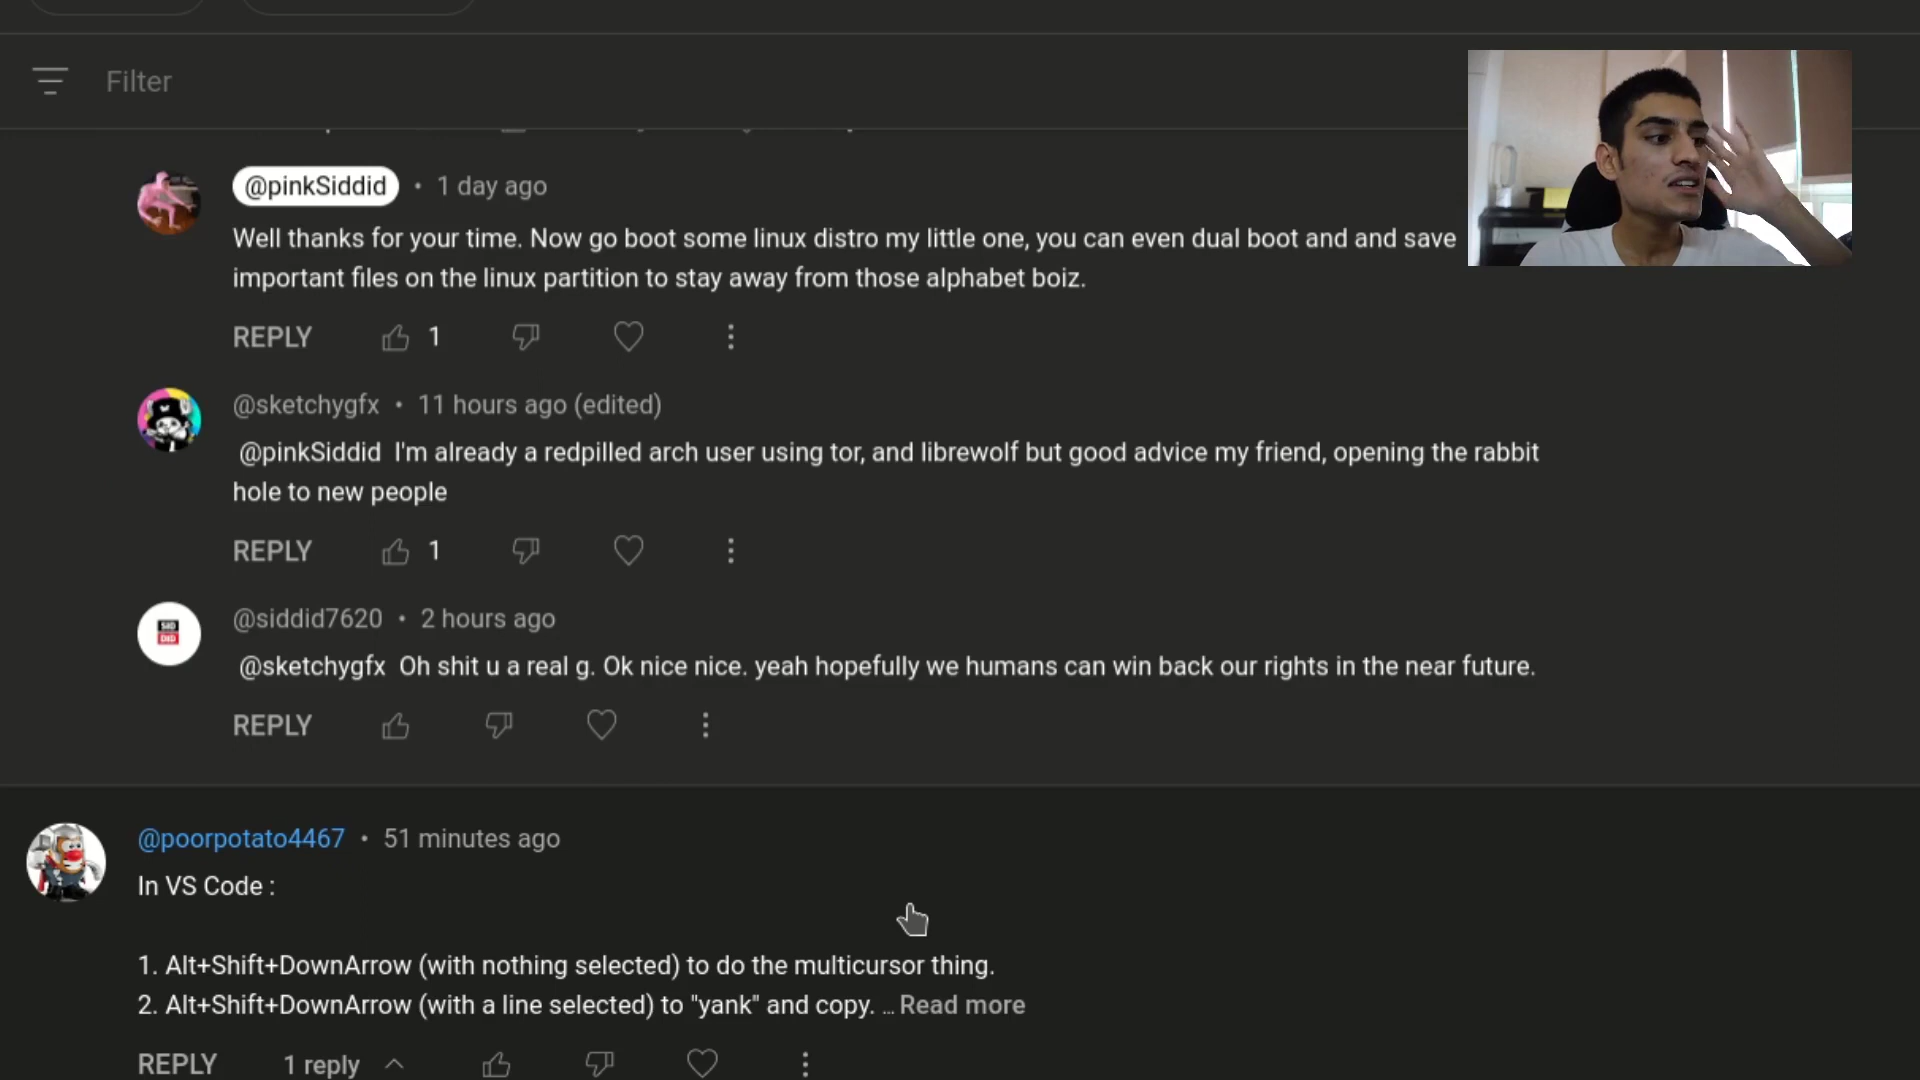 Filter
@pinkSiddid • 1 day ago
Well thanks for your time. Now go boot some linux distro my little one, you can even dual boot and and save
important files on the linux partition to stay away from those alphabet boiz.
REPLY 1
@sketchygfx • 11 hours ago (edited)
@pinkSiddid I'm already a redpilled arch user using tor, and librewolf but good advice my friend, opening the rabbit
hole to new people
REPLY 1
SID
DID
@siddid7620 • 2 hours ago
@sketchygfx Oh shit u a real g. Ok nice nice. yeah hopefully we humans can win back our rights in the near future.
REPLY
@poorpotato4467 • 51 minutes ago
In VS Code :
1. Alt+Shift+DownArrow (with nothing selected) to do the multicursor thing.
2. Alt+Shift+DownArrow (with a line selected) to "yank" and copy. ... Read more
REPLY 1 reply